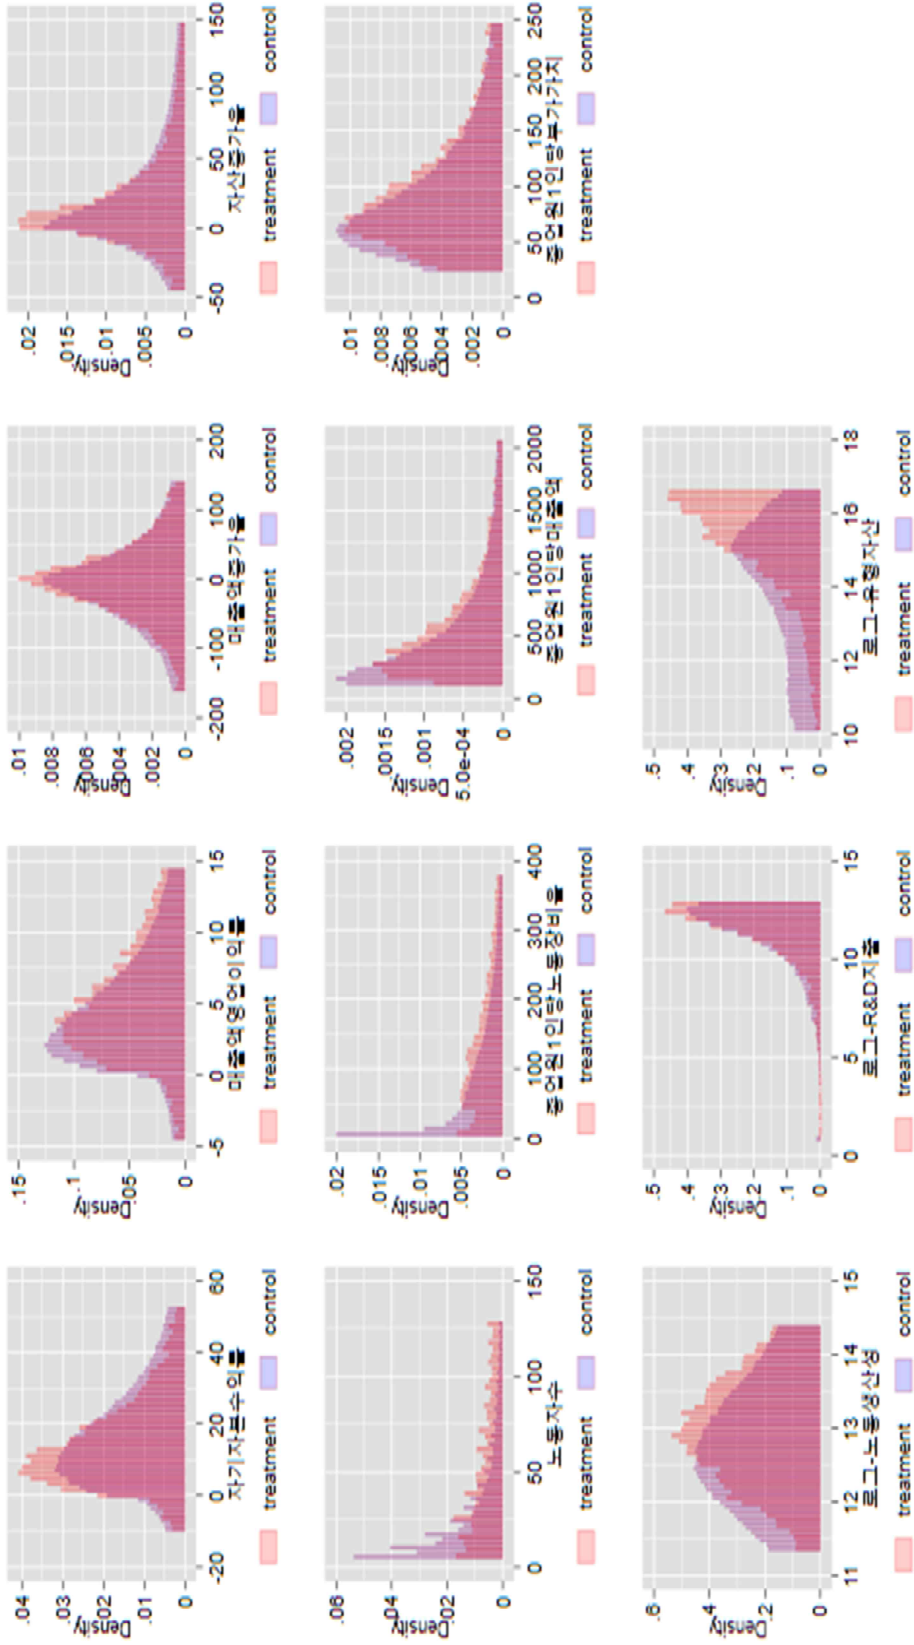 Density
.04
.03
.02
.01
0
-20 0 20 40 60
자기자본수익률
treatment control
Density
.15
.1
.05
0
-5 0 5 10 15
매출액영업이익률
treatment control
Density
.01
.008
.006
.004
.002
0
-200 -100 0 100 200
매출액증가율
treatment control
Density
.02
.015
.01
.005
0
-50 0 50 100 150
자산증가율
treatment control
Density
.06
.04
.02
0
0 50 100 150
노동자수
treatment control
Density
.02
.015
.01
.005
0
0 100 200 300 400
종업원1인당노동장비율
treatment control
Density
.002
.0015
.001
5.0e-04
0
0 500 1000 1500 2000
종업원1인당매출액
treatment control
Density
.01
.008
.006
.004
.002
0
0 50 100 150 200 250
종업원1인당부가가치
treatment control
Density
.6
.4
.2
0
11 12 13 14 15
로그-노동생산성
treatment control
Density
.5
.4
.3
.2
.1
0
0 5 10 15
로그-R&D지출
treatment control
Density
.5
.4
.3
.2
.1
0
10 12 14 16 18
로그-유형자산
treatment control